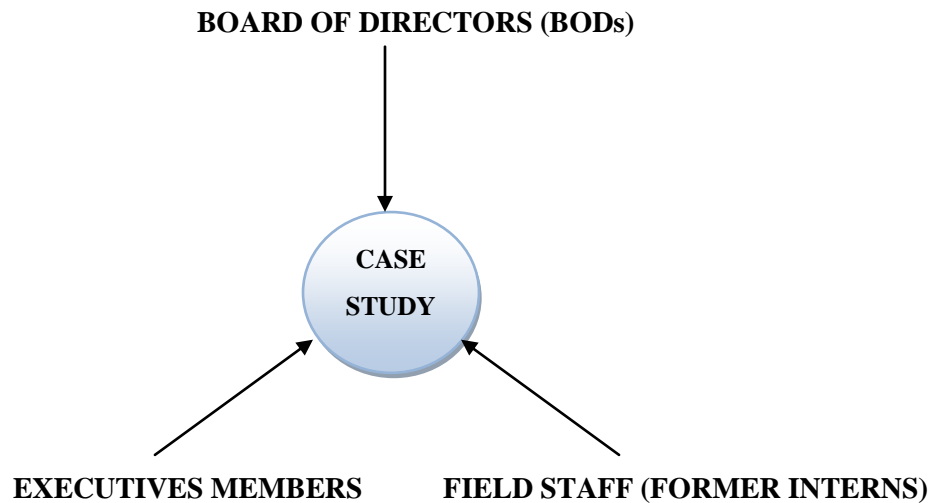 BOARD OF DIRECTORS (BODs)
CASE
STUDY
EXECUTIVES MEMBERS
FIELD STAFF (FORMER INTERNS)